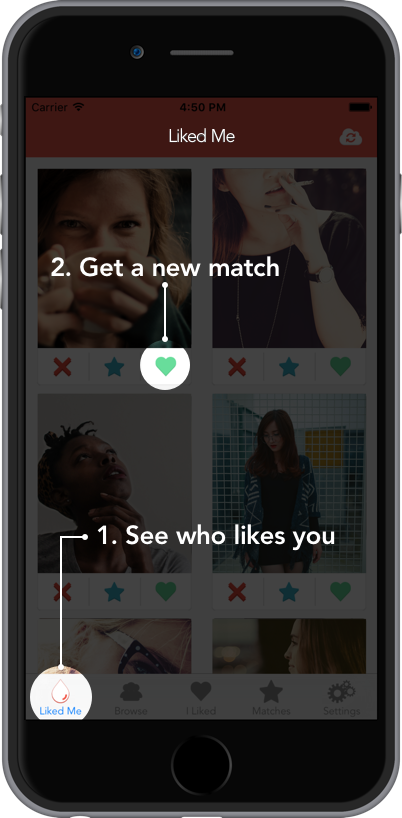 Carrier 4:50 PM
Liked Me
2. Get a new match
1. See who likes you
Liked Me Browse I Liked Matches Settings